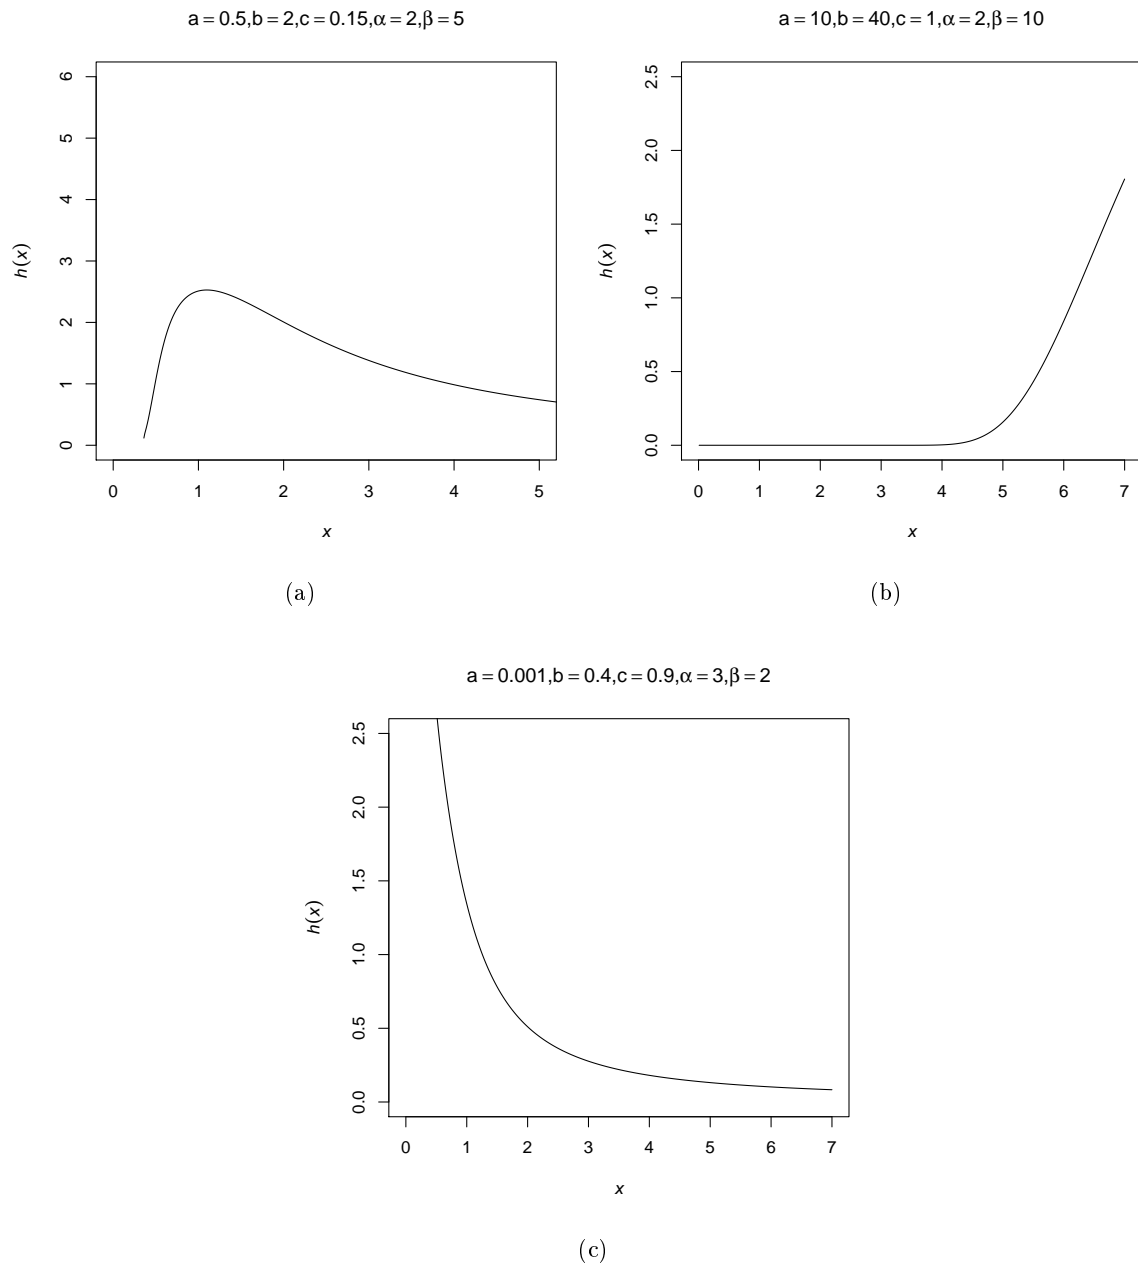 a = 0.5,b = 2,c = 0.15,α = 2,β = 5
6
5
4
3
2
1
0
h(x)
0 1 2 3 4 5
x
(a)
a = 10,b = 40,c = 1,α = 2,β = 10
2.5
2.0
1.5
1.0
0.5
0.0
h(x)
0 1 2 3 4 5 6 7
x
(b)
a = 0.001,b = 0.4,c = 0.9,α = 3,β = 2
2.5
2.0
1.5
1.0
0.5
0.0
h(x)
0 1 2 3 4 5 6 7
x
(c)